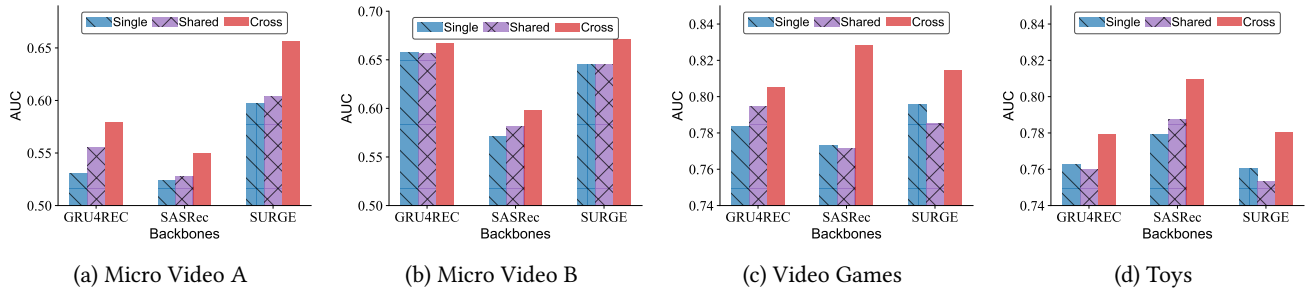 Single Shared Cross
AUC
0.65
0.60
0.55
0.50
GRU4REC SASRec SURGE
Backbones
(a) Micro Video A
Single Shared Cross
AUC
0.70
0.65
0.60
0.55
0.50
GRU4REC SASRec SURGE
Backbones
(b) Micro Video B
Single Shared Cross
AUC
0.84
0.82
0.80
0.78
0.76
0.74
GRU4REC SASRec SURGE
Backbones
(c) Video Games
Single Shared Cross
AUC
0.84
0.82
0.80
0.78
0.76
0.74
GRU4REC SASRec SURGE
Backbones
(d) Toys